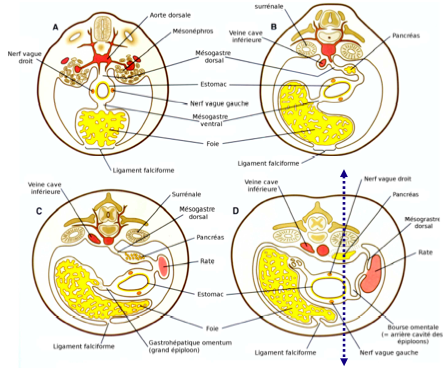 A
Aorte dorsale
Mésonéphros
Nerf vague
droit
Mésogastre
dorsal
Estomac
Nerf vague gauche
Mésogastre
ventral
Foie
Ligament falciforme
surrénale
B
Veine cave
inférieure
Pancréas
Ligament falciforme
Veine cave
inférieure
C
Surrénale
Mésogastre
dorsal
Pancréas
Rate
Estomac
Foie
Ligament falciforme
Gastrohépatique omentum
(grand épiploon)
D
Veine cave
inférieure
Nerf vague droit
Pancréas
Mésograstre
dorsal
Rate
Bourse omentale
(= arrière cavité des
épiploons)
Ligament falciforme
Nerf vague gauche